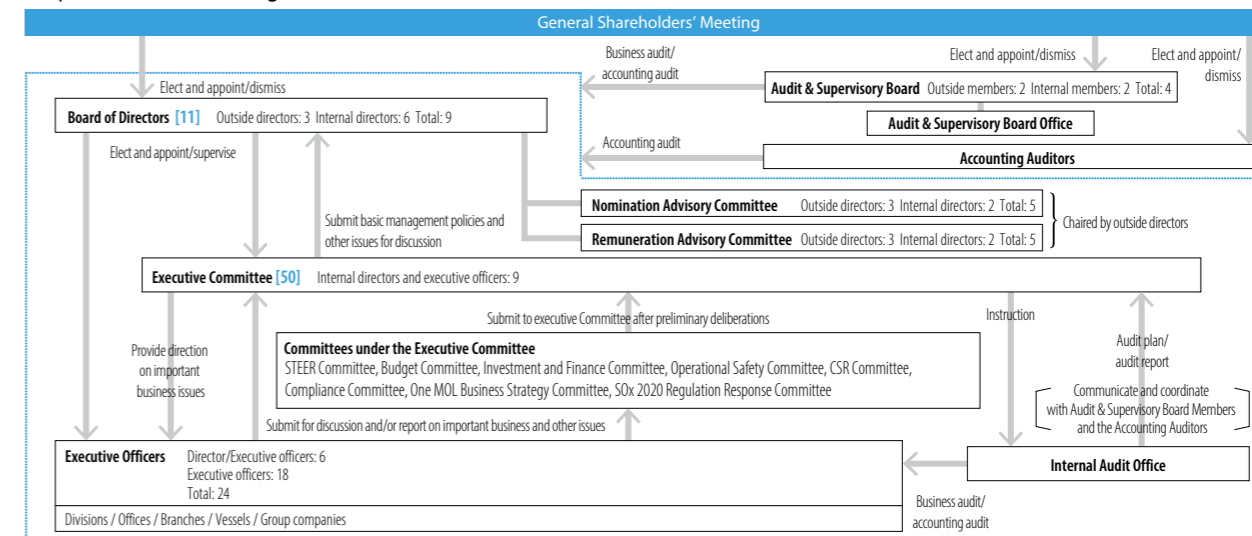 General Shareholders' Meeting
Business audit/
accounting audit
Elect and appoint/dismiss
Elect and appoint/
dismiss
Elect and appoint/dismiss
Audit & Supervisory Board Outside members: 2 Internal members: 2 Total: 4
Board of Directors [11] Outside directors: 3 Internal directors: 6 Total: 9
Audit & Supervisory Board Office
Elect and appoint/supervise
Accounting audit
Accounting Auditors
Nomination Advisory Committee Outside directors: 3 Internal directors: 2 Total: 5
Chaired by outside directors
Remuneration Advisory Committee Outside directors: 3 Internal directors: 2 Total: 5
Submit basic management policies and
other issues for discussion
Executive Committee [50] Internal directors and executive officers: 9
Submit to executive Committee after preliminary deliberations
Instruction
Provide direction
on important
business issues
Committees under the Executive Committee
STEER Committee, Budget Committee, Investment and Finance Committee, Operational Safety Committee, CSR Committee,
Compliance Committee, One MOL Business Strategy Committee, SOx 2020 Regulation Response Committee
Audit plan/
audit report
Communicate and coordinate
with Audit & Supervisory Board Members
and the Accounting Auditors
Submit for discussion and/or report on important business and other issues
Executive Officers Director/Executive officers: 6
Executive officers: 18
Total: 24
Internal Audit Office
Divisions / Offices / Branches / Vessels / Group companies
Business audit/
accounting audit